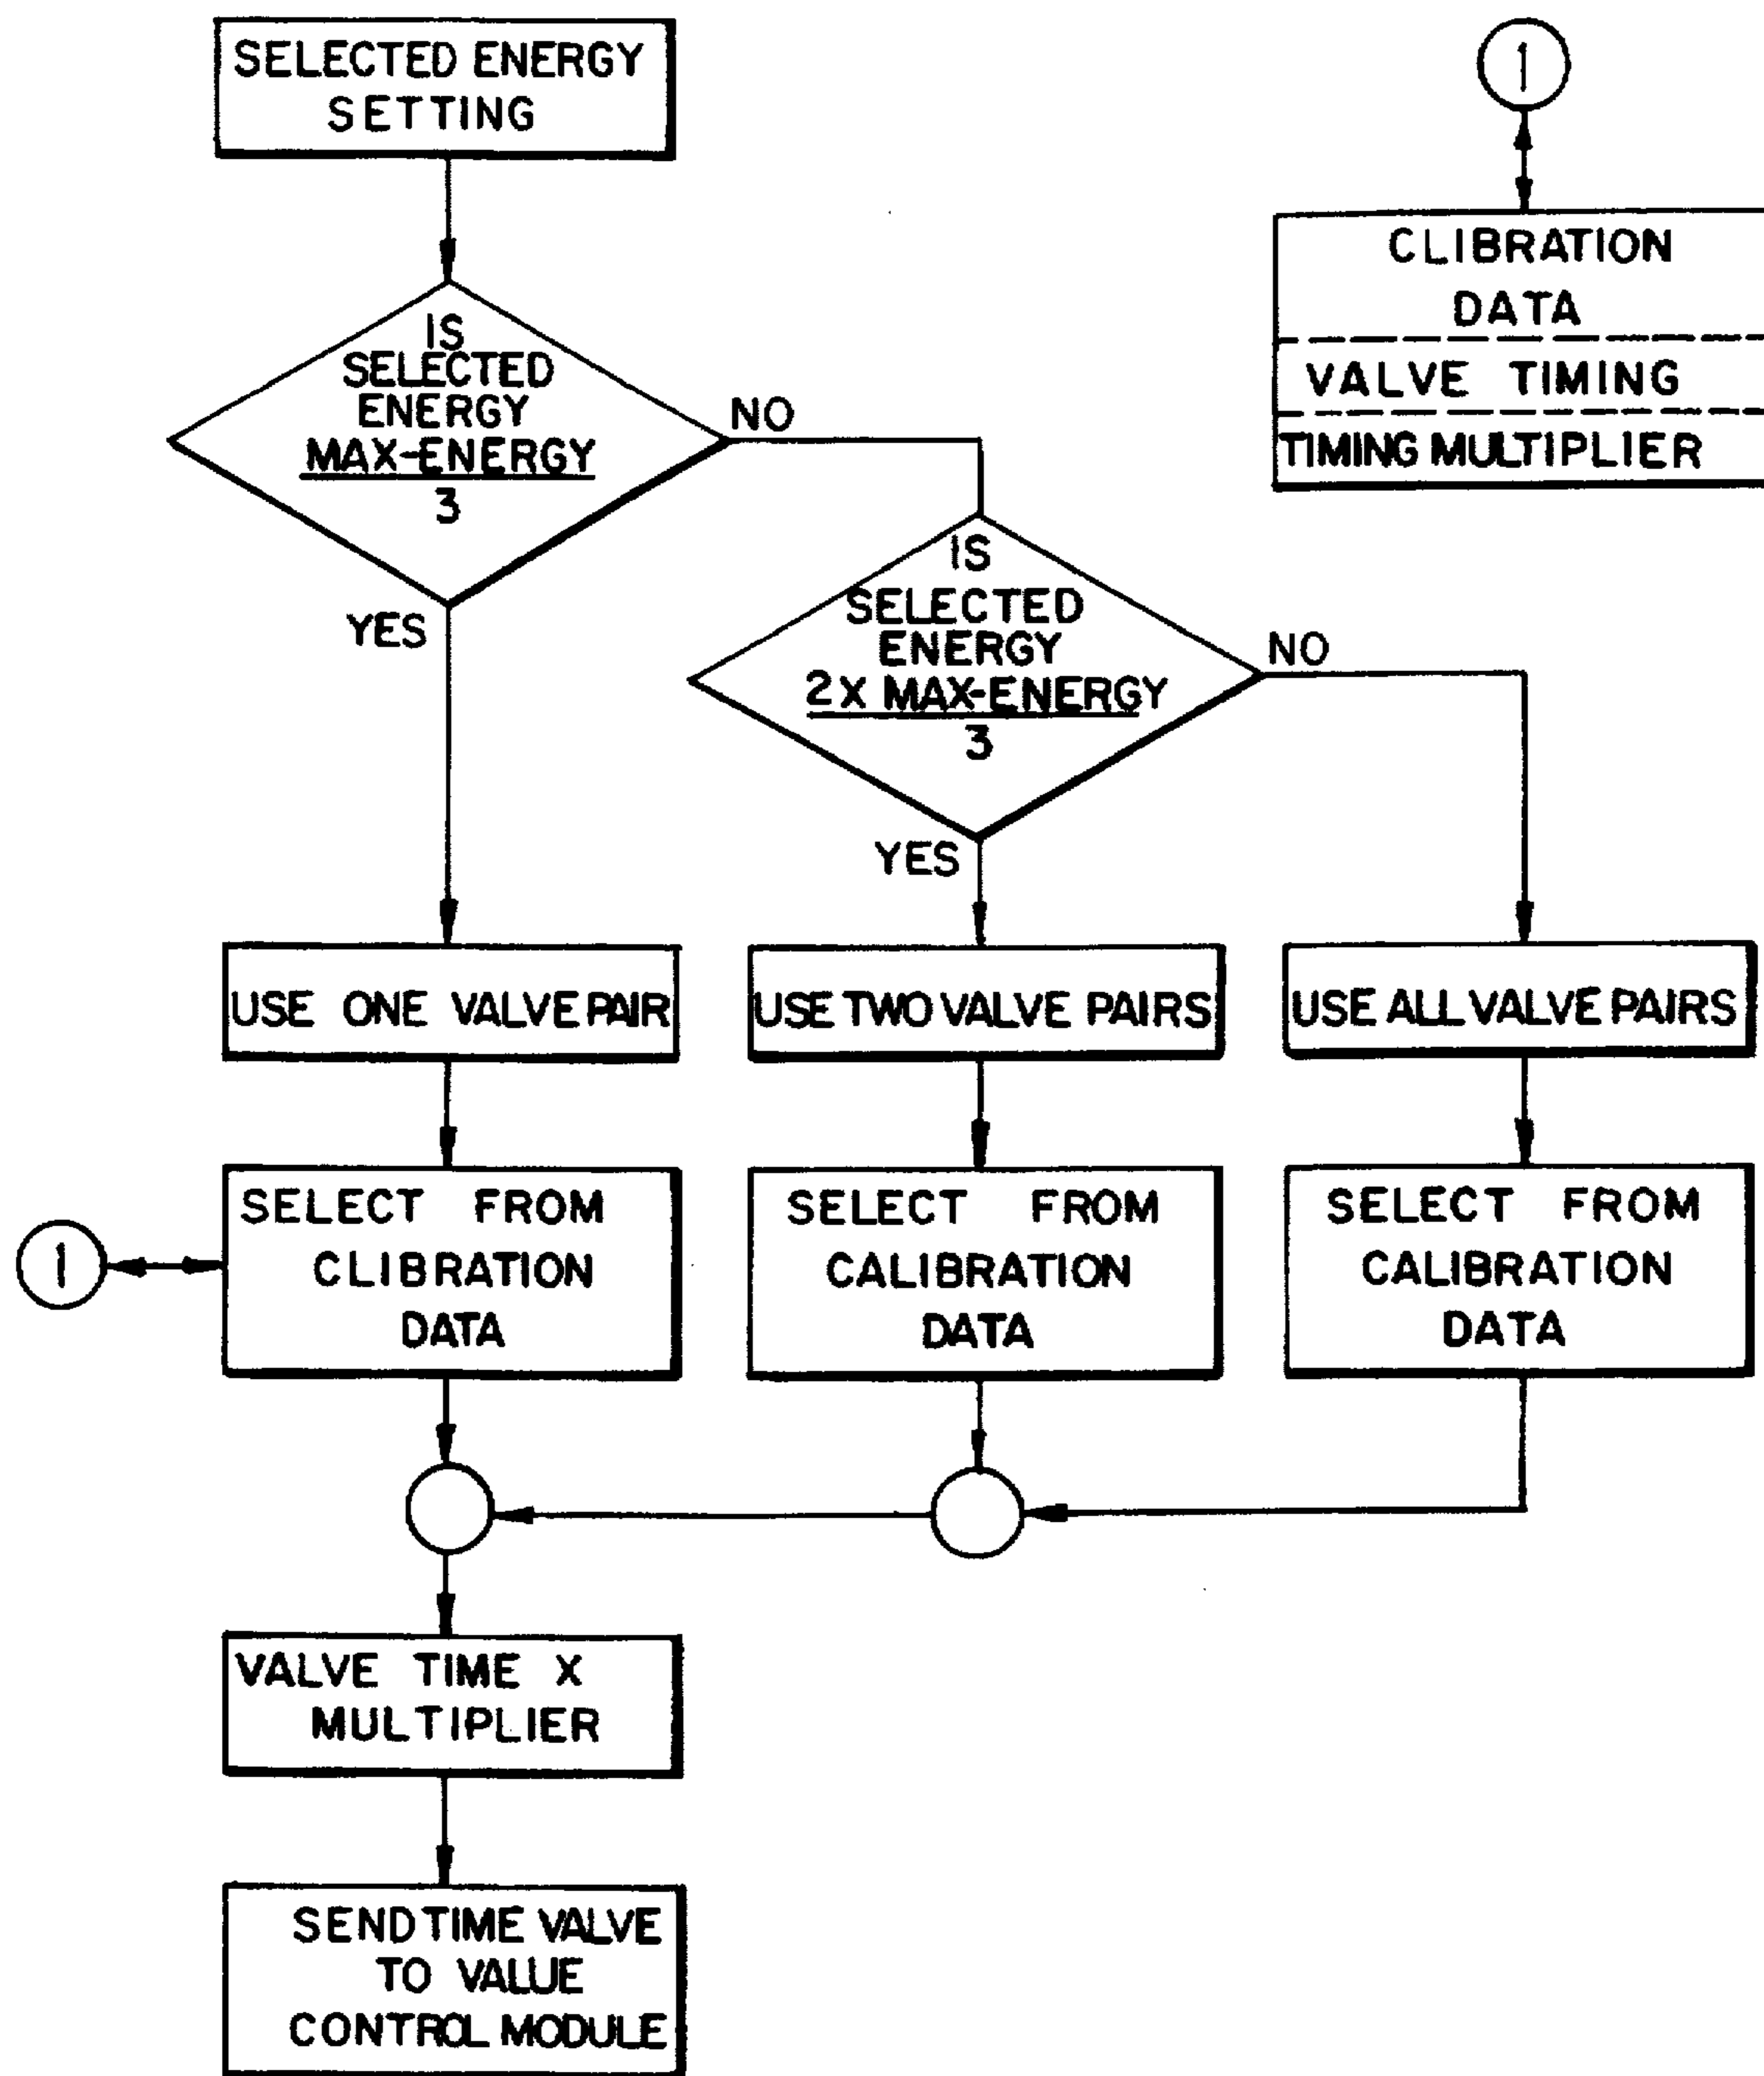 SELECTED ENERGY
SETTING
1
CLIBRATION
DATA
VALVE TIMING
TIMING MULTIPLIER
IS
SELECTED
ENERGY
MAX-ENERGY
3
NO
YES
IS
SELECTED
ENERGY
2X MAX-ENERGY
3
NO
YES
USE ONE VALVE PAIR
USE TWO VALVE PAIRS
USE ALL VALVE PAIRS
1
SELECT FROM
CLIBRATION
DATA
SELECT FROM
CALIBRATION
DATA
SELECT FROM
CALIBRATION
DATA
VALVE TIME X
MULTIPLIER
SEND TIME VALVE
TO VALUE
CONTROL MODULE